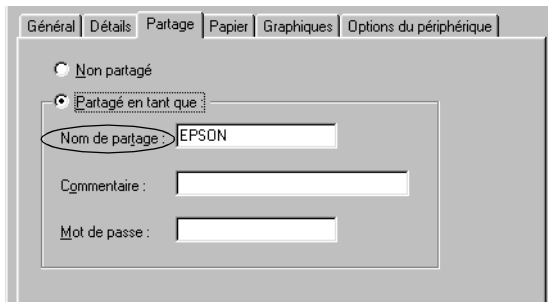 Général Détails Partage Papier Graphiques Options du périphérique
Non partagé
Partagé en tant que :
Nom de partage : EPSON
Commentaire :
Mot de passe :